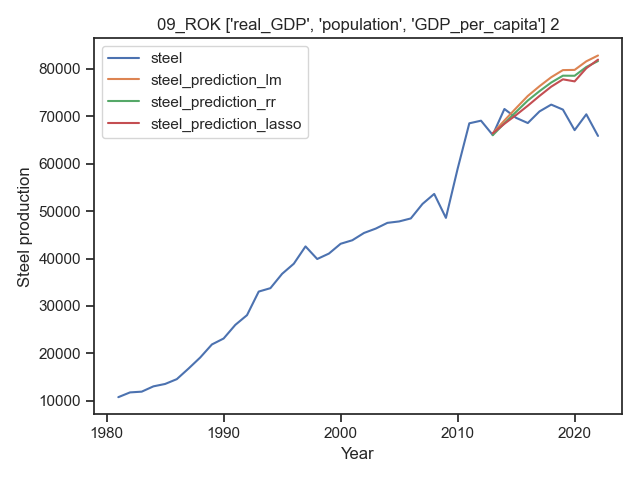 09_ROK ['real_GDP', 'population', 'GDP_per_capita'] 2
steel
steel_prediction_lm
steel_prediction_rr
steel_prediction_lasso
Steel production
80000
70000
60000
50000
40000
30000
20000
10000
1980
1990
2000
2010
2020
Year